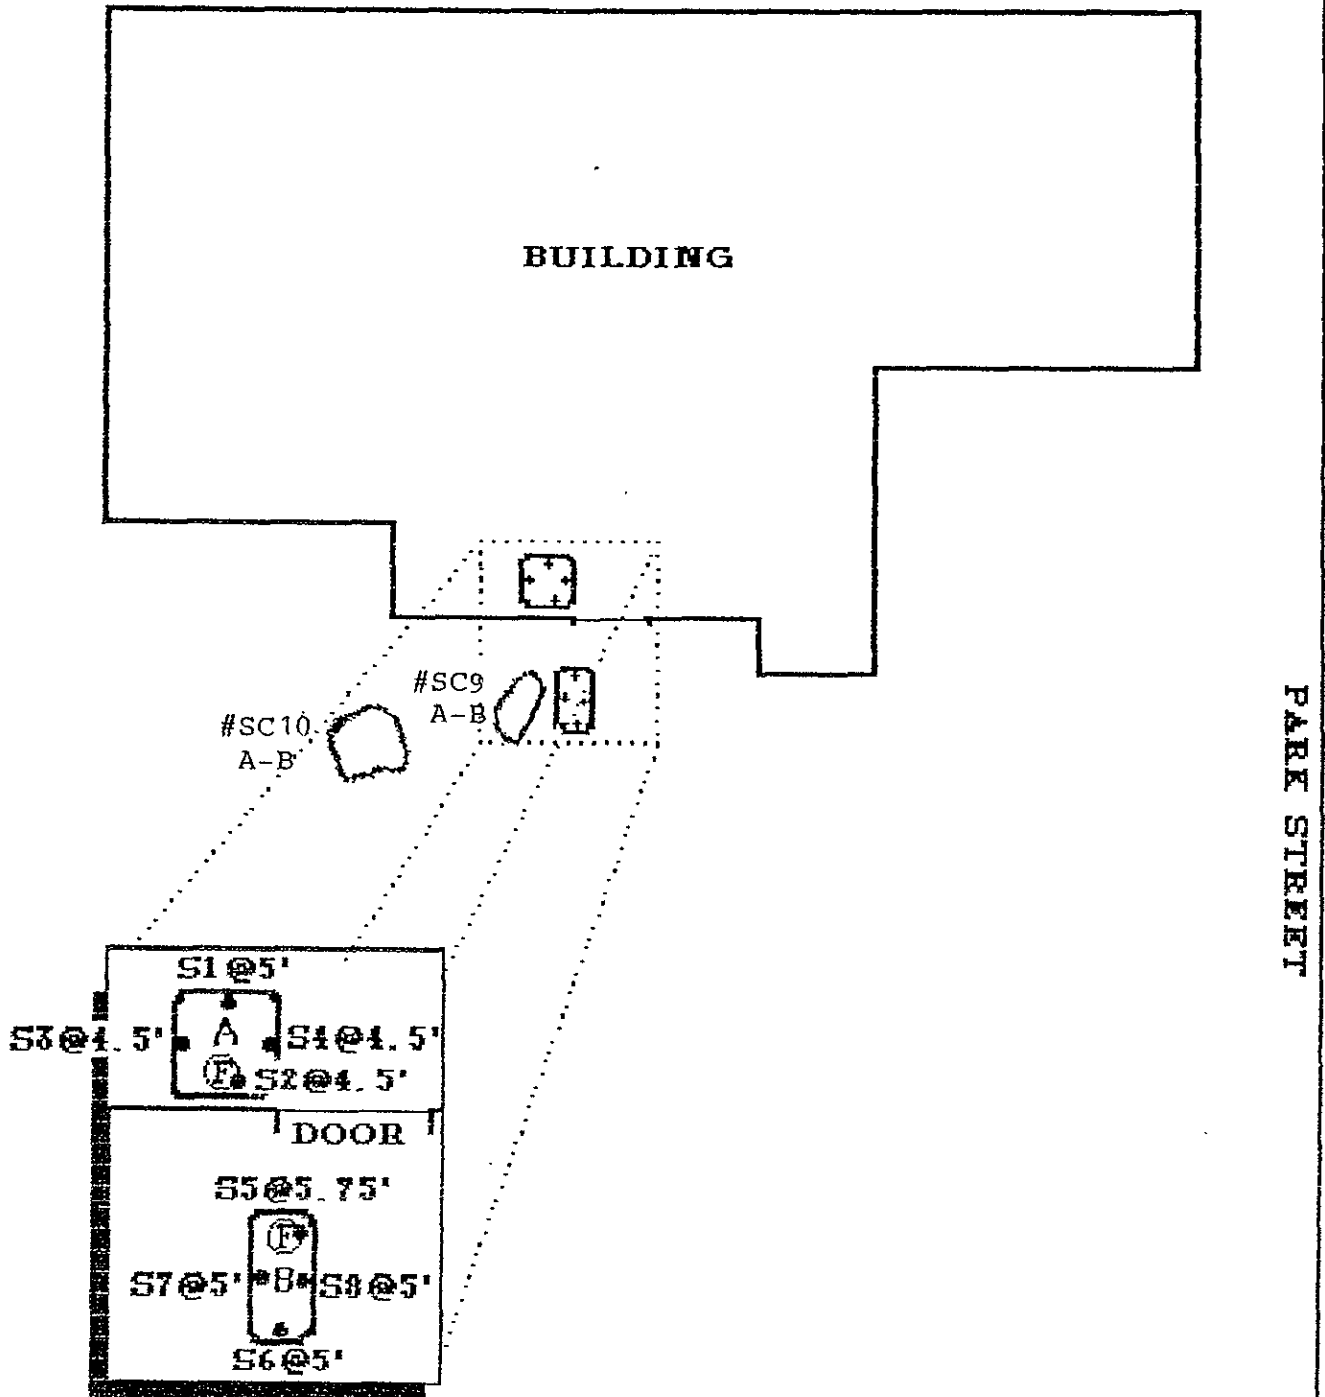 BUILDING
#SC9
A-B
#SC10
A-B
PARK STREET
S1@5'
A
S3@4.5'
S4@4.5'
F
S2@4.5'
DOOR
S5@5.75'
F
S7@5'
B
S8@5'
S6@5'